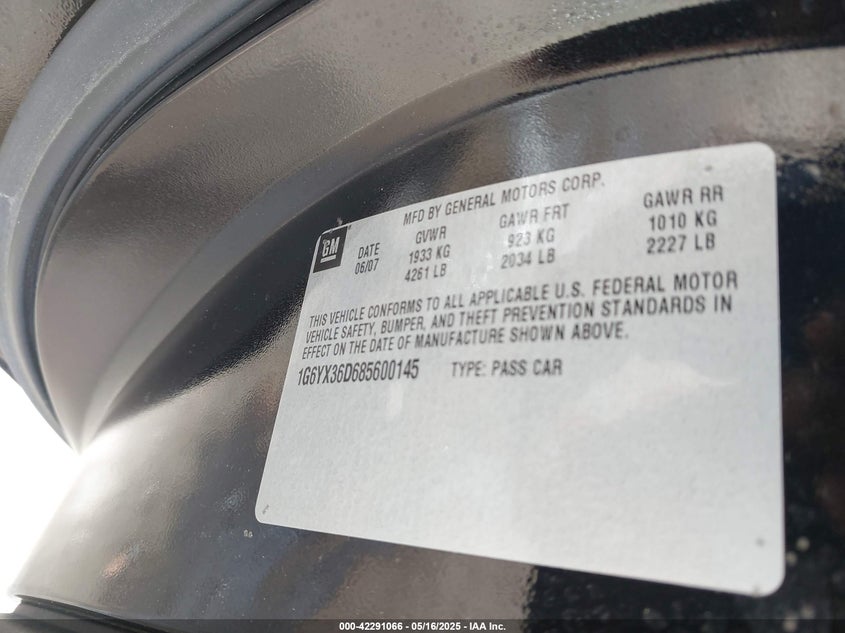 MFD BY GENERAL MOTORS CORP.
GM
DATE GVWR GAWR FRT GAWR RR
06/07 1933 KG 923 KG 1010 KG
4261 LB 2034 LB 2227 LB
THIS VEHICLE CONFORMS TO ALL APPLICABLE U.S. FEDERAL MOTOR
VEHICLE SAFETY, BUMPER, AND THEFT PREVENTION STANDARDS IN
EFFECT ON THE DATE OF MANUFACTURE SHOWN ABOVE.
1G6YX36D685600145 TYPE: PASS CAR
000-42291066 - 05/16/2025 - IAA Inc.